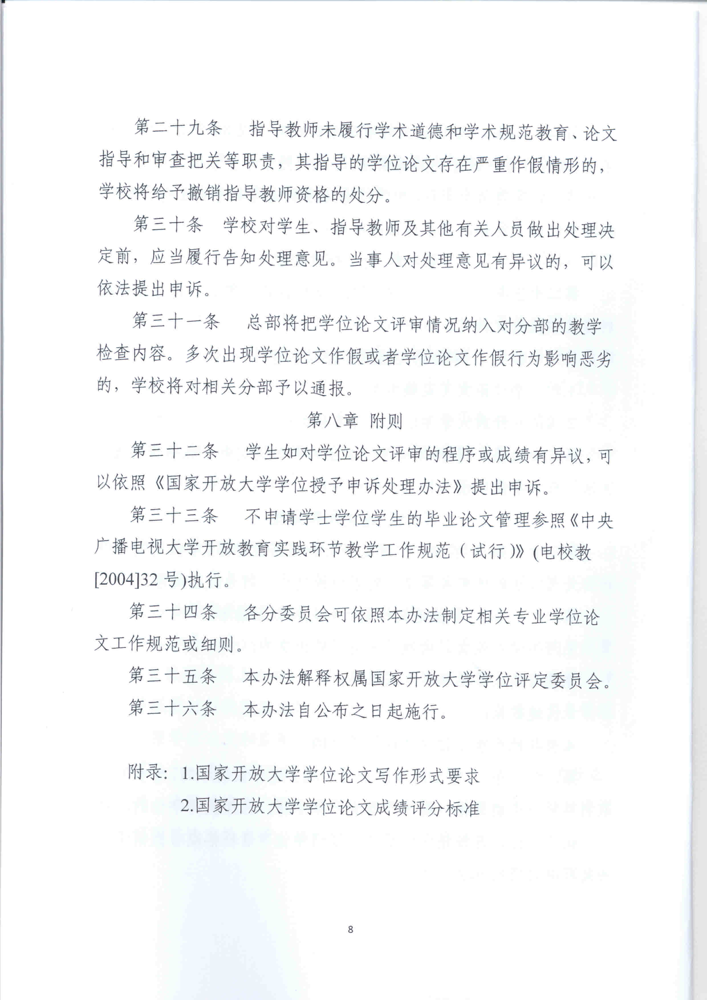 第二十九条 指导教师未履行学术道德和学术规范教育、论文
指导和审查把关等职责，其指导的学位论文存在严重作假情形的，
学校将给予撤销指导教师资格的处分。
第三十条 学校对学生、指导教师及其他有关人员做出处理决
定前，应当履行告知处理意见。当事人对处理意见有异议的，可以
依法提出申诉。
第三十一条 总部将把学位论文评审情况纳入对分部的教学
检查内容。多次出现学位论文作假或者学位论文作假行为影响恶劣
的，学校将对相关分部予以通报。
第八章 附则
第三十二条 学生如对学位论文评审的程序或成绩有异议，可
以依照《国家开放大学学位授予申诉处理办法》提出申诉。
第三十三条 不申请学士学位学生的毕业论文管理参照《中央
广播电视大学开放教育实践环节教学工作规范（试行）》(电校教
[2004]32 号)执行。
第三十四条 各分委员会可依照本办法制定相关专业学位论
文工作规范或细则。
第三十五条 本办法解释权属国家开放大学学位评定委员会。
第三十六条 本办法自公布之日起施行。
附录：1.国家开放大学学位论文写作形式要求
2.国家开放大学学位论文成绩评分标准
8